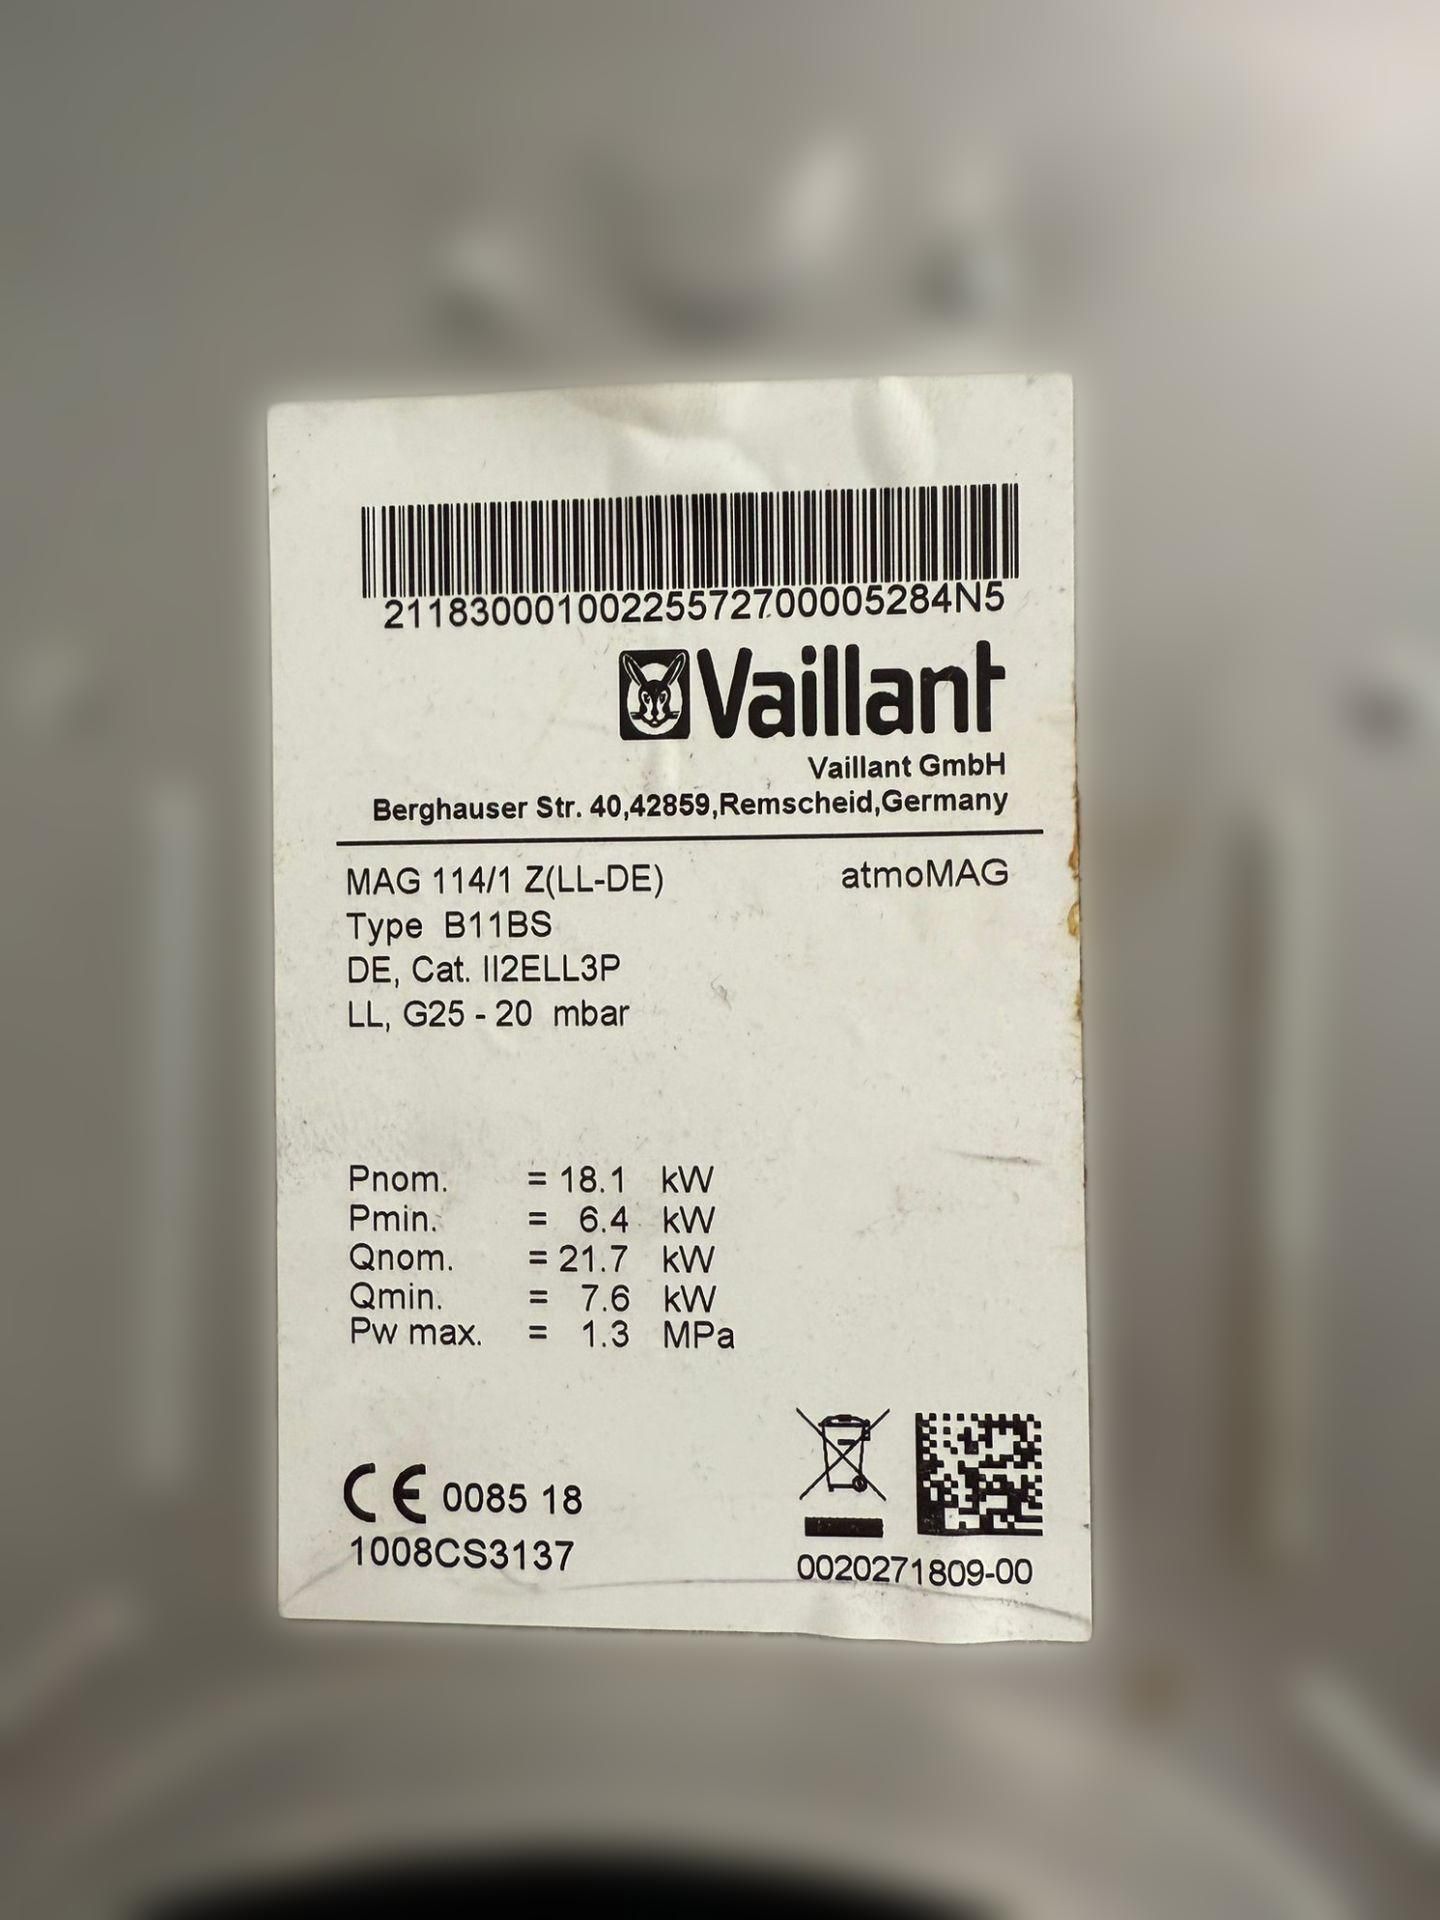 21183000100225572700005284N5
Vaillant
Vaillant GmbH
Berghauser Str. 40,42859,Remscheid,Germany
MAG 114/1 Z(LL-DE) atmoMAG
Type B11BS
DE, Cat. II2ELL3P
LL, G25 - 20 mbar
Pnom. = 18.1 kW
Pmin. = 6.4 kW
Qnom. = 21.7 kW
Qmin. = 7.6 kW
Pw max. = 1.3 MPa
CE 0085 18
1008CS3137
0020271809-00